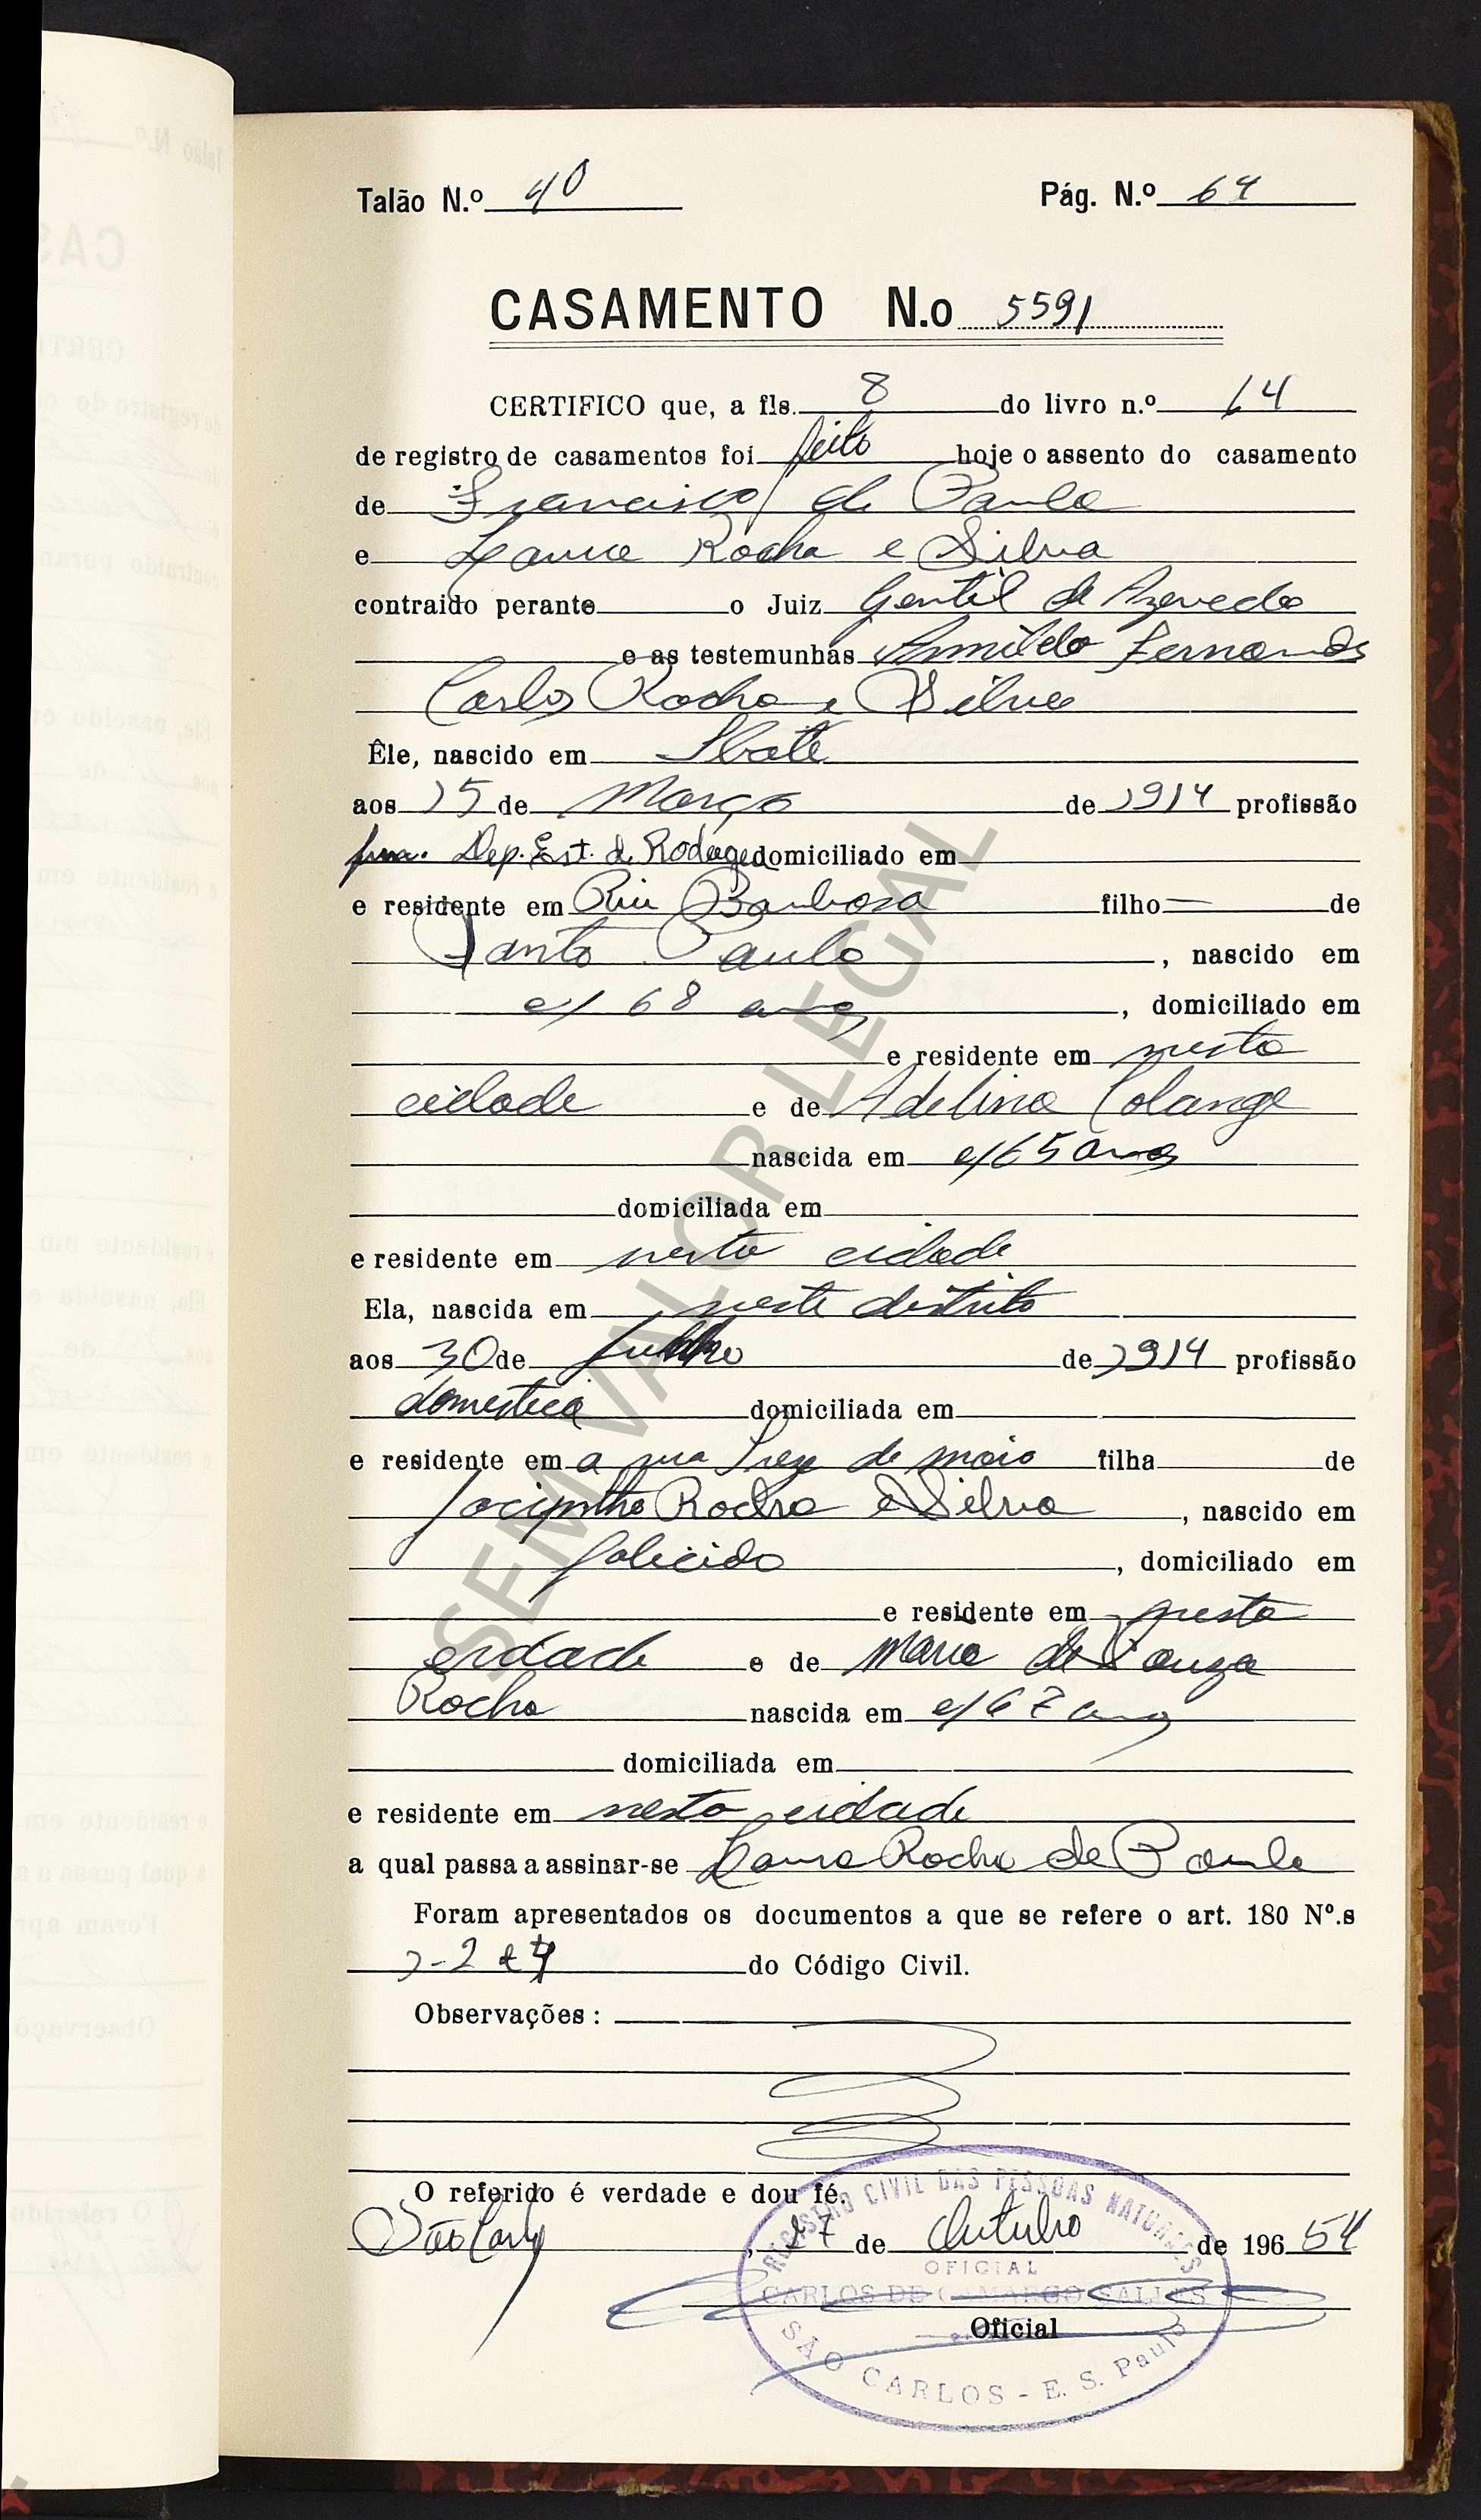 Talão N.º 40 Pág. N.º 64
CASAMENTO N.o 5591
CERTIFICO que, a fls. 8 do livro n.º 14
de registro de casamentos foi feito hoje o assento do casamento
de Francisco de Paula
e Laura Rocha e Silva
contraido perante o Juiz Gentil de Azevedo
e as testemunhas Fernandes
Carlos Rocha e Silva
Êle, nascido em Ibaté
aos 15 de Março de 1914 profissão
func. Dep. Est. de Rodagem domiciliado em
e residente em Rui Barbosa filho de
Santo Paulo, nascido em
c/ 68 anos, domiciliado em
e residente em nesta
cidade e de Adelina Colange
nascida em c/ 65 anos
domiciliada em
e residente em nesta cidade
Ela, nascida em neste distrito
aos 30 de de 1914 profissão
domestica domiciliada em
e residente em a rua Treze de maio filha de
Jacyntho Rocha e Silva, nascido em
falecido, domiciliado em
e residente em nesta
cidade e de Maria de Souza
Rocha nascida em c/ 67 anos
domiciliada em
e residente em nesta cidade
a qual passa a assinar-se Laura Rocha de Paula
Foram apresentados os documentos a que se refere o art. 180 Nº.s
1-2 e 4 do Código Civil.
Observações:
O referido é verdade e dou fé.
São Carlos, 27 de Outubro de 196 54
Oficial
REGISTRO CIVIL DAS PESSOAS NATURAES
OFICIAL
CARLOS DE CAMARGO SALLES
SÃO CARLOS - E. S. Paulo
SEM VALOR LEGAL